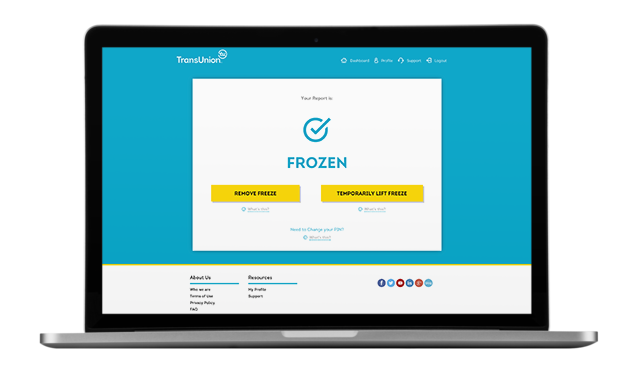 TransUnion
Dashboard Profile Support Logout
Your Report is:
FROZEN
REMOVE FREEZE TEMPORARILY LIFT FREEZE
What's this? What's this?
Need to Change your PIN?
What's this?
About Us Resources
Who we are My Profile
Terms of Use Support
Privacy Policy
FAQ